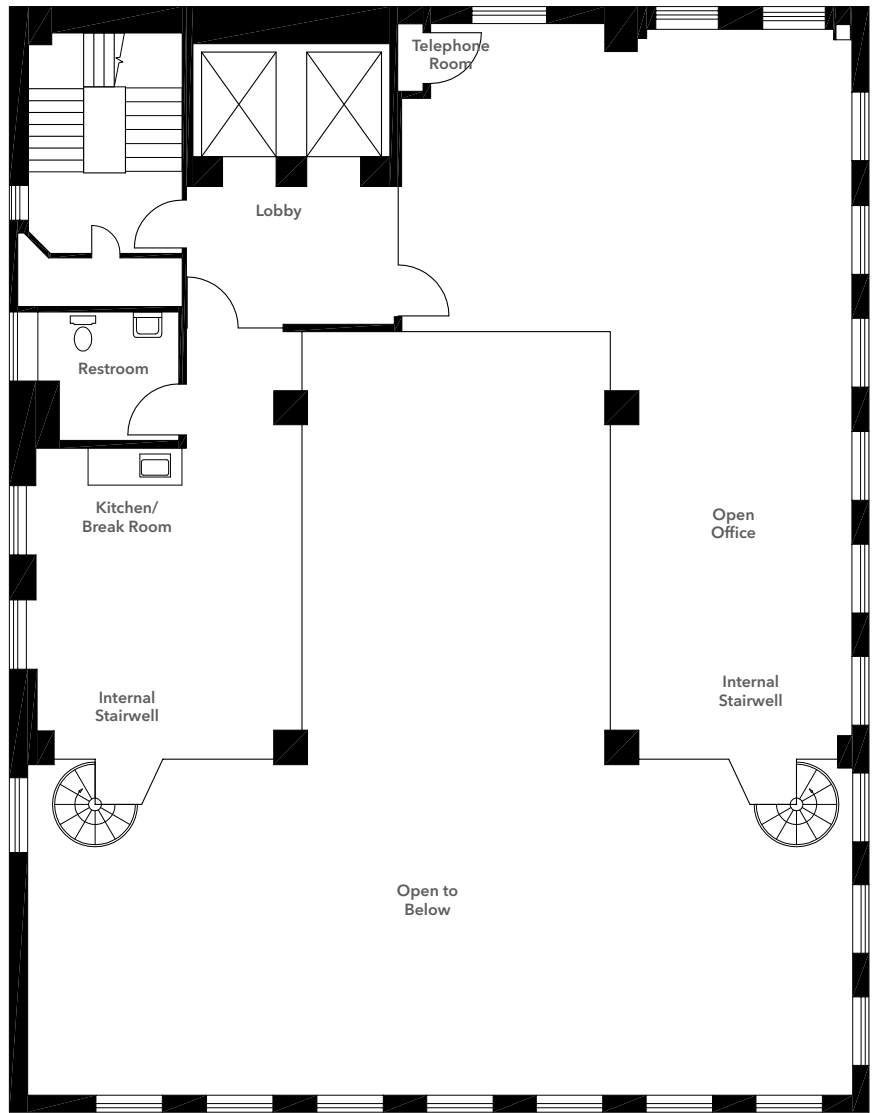 Telephone
Room
Lobby
Restroom
Kitchen/
Break Room
Open
Office
Internal
Stairwell
Internal
Stairwell
Open to
Below